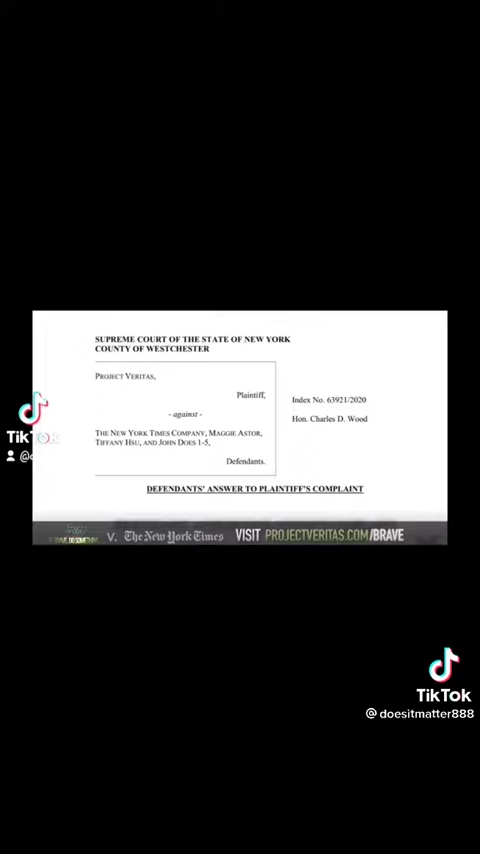 SUPREME COURT OF THE STATE OF NEW YORK
COUNTY OF WESTCHESTER
PROJECT VERITAS,
Plaintiff,
- against -
Index No. 63921/2020
Hon. Charles D. Wood
THE NEW YORK TIMES COMPANY, MAGGIE ASTOR,
TIFFANY HSU, AND JOHN DOES 1-5,
Defendants.
DEFENDANTS' ANSWER TO PLAINTIFF'S COMPLAINT
V. The New York Times VISIT PROJECTVERITAS.COM/BRAVE
TikTok
TikTok
@doesitmatter888